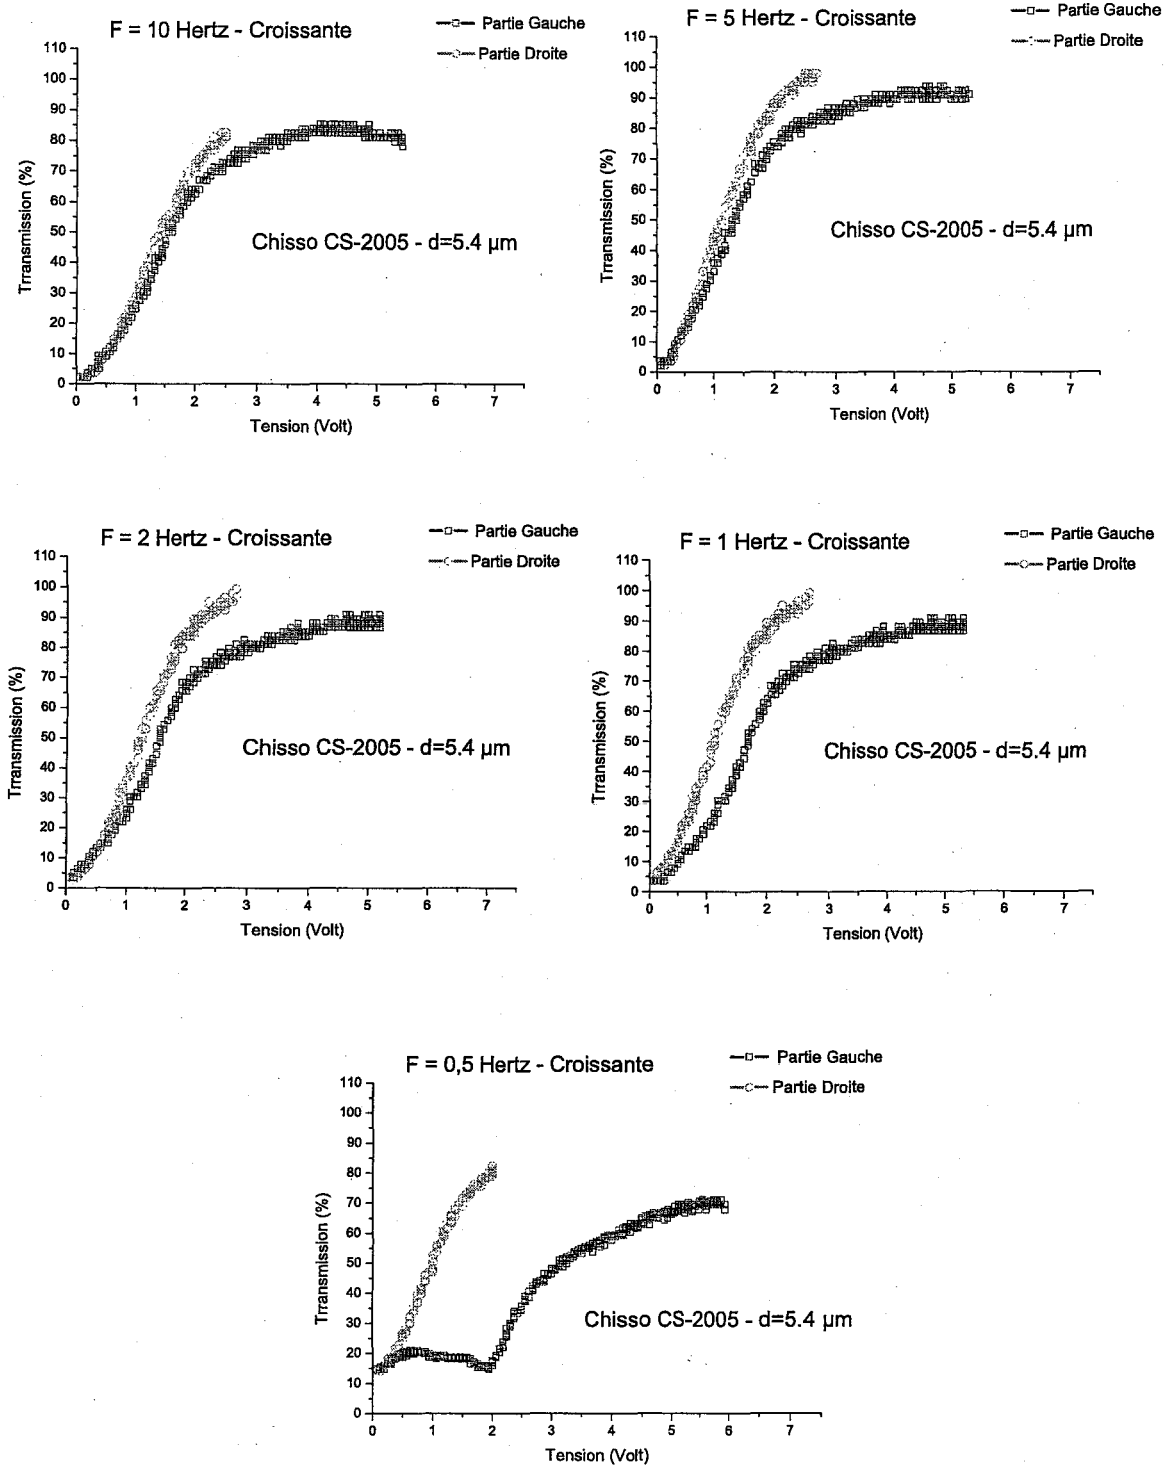 F = 10 Hertz - Croissante
Partie Gauche
Partie Droite
110
100
90
80
70
60
50
40
30
20
10
0
Trransmission (%)
Chisso CS-2005 - d=5.4 µm
0 1 2 3 4 5 6 7
Tension (Volt)
F = 5 Hertz - Croissante
Partie Gauche
Partie Droite
110
100
90
80
70
60
50
40
30
20
10
0
Trransmission (%)
Chisso CS-2005 - d=5.4 µm
0 1 2 3 4 5 6 7
Tension (Volt)
F = 2 Hertz - Croissante
Partie Gauche
Partie Droite
110
100
90
80
70
60
50
40
30
20
10
0
Trransmission (%)
Chisso CS-2005 - d=5.4 µm
0 1 2 3 4 5 6 7
Tension (Volt)
F = 1 Hertz - Croissante
Partie Gauche
Partie Droite
110
100
90
80
70
60
50
40
30
20
10
0
Trransmission (%)
Chisso CS-2005 - d=5.4 µm
0 1 2 3 4 5 6 7
Tension (Volt)
F = 0,5 Hertz - Croissante
Partie Gauche
Partie Droite
110
100
90
80
70
60
50
40
30
20
10
0
Trransmission (%)
Chisso CS-2005 - d=5.4 µm
0 1 2 3 4 5 6 7
Tension (Volt)